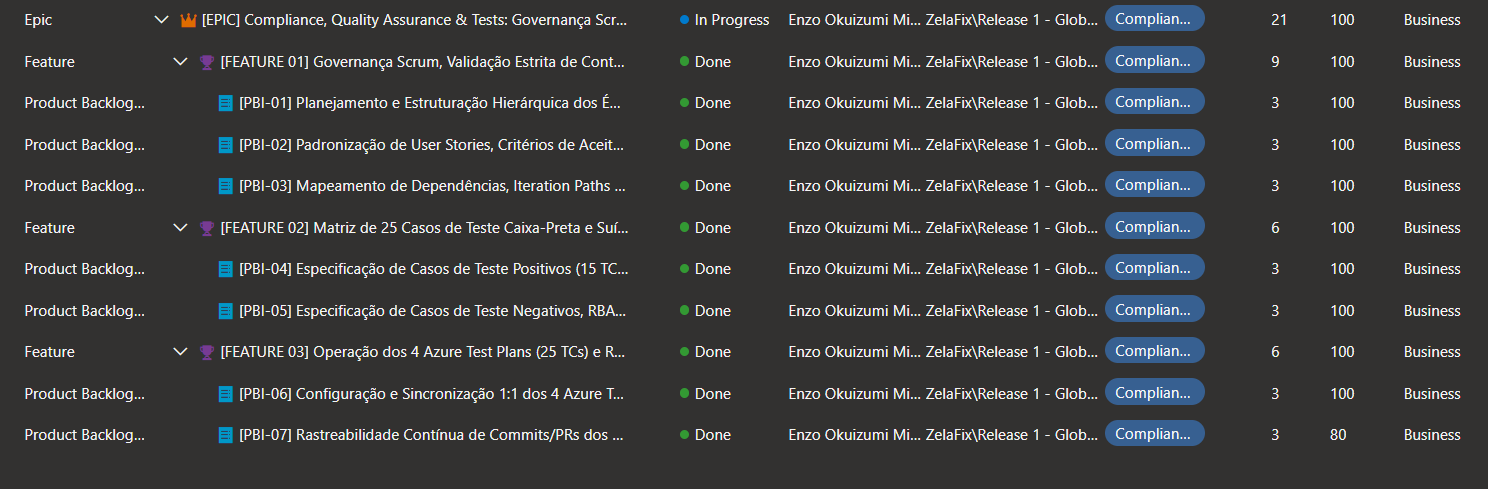 Epic [EPIC] Compliance, Quality Assurance & Tests: Governança Scr... In Progress Enzo Okuizumi Mi... ZelaFix\Release 1 - Glob... Complian... 21 100 Business
Feature [FEATURE 01] Governança Scrum, Validação Estrita de Cont... Done Enzo Okuizumi Mi... ZelaFix\Release 1 - Glob... Complian... 9 100 Business
Product Backlog... [PBI-01] Planejamento e Estruturação Hierárquica dos É... Done Enzo Okuizumi Mi... ZelaFix\Release 1 - Glob... Complian... 3 100 Business
Product Backlog... [PBI-02] Padronização de User Stories, Critérios de Aceit... Done Enzo Okuizumi Mi... ZelaFix\Release 1 - Glob... Complian... 3 100 Business
Product Backlog... [PBI-03] Mapeamento de Dependências, Iteration Paths ... Done Enzo Okuizumi Mi... ZelaFix\Release 1 - Glob... Complian... 3 100 Business
Feature [FEATURE 02] Matriz de 25 Casos de Teste Caixa-Preta e Suí... Done Enzo Okuizumi Mi... ZelaFix\Release 1 - Glob... Complian... 6 100 Business
Product Backlog... [PBI-04] Especificação de Casos de Teste Positivos (15 TC... Done Enzo Okuizumi Mi... ZelaFix\Release 1 - Glob... Complian... 3 100 Business
Product Backlog... [PBI-05] Especificação de Casos de Teste Negativos, RBA... Done Enzo Okuizumi Mi... ZelaFix\Release 1 - Glob... Complian... 3 100 Business
Feature [FEATURE 03] Operação dos 4 Azure Test Plans (25 TCs) e R... Done Enzo Okuizumi Mi... ZelaFix\Release 1 - Glob... Complian... 6 100 Business
Product Backlog... [PBI-06] Configuração e Sincronização 1:1 dos 4 Azure T... Done Enzo Okuizumi Mi... ZelaFix\Release 1 - Glob... Complian... 3 100 Business
Product Backlog... [PBI-07] Rastreabilidade Contínua de Commits/PRs dos ... Done Enzo Okuizumi Mi... ZelaFix\Release 1 - Glob... Complian... 3 80 Business